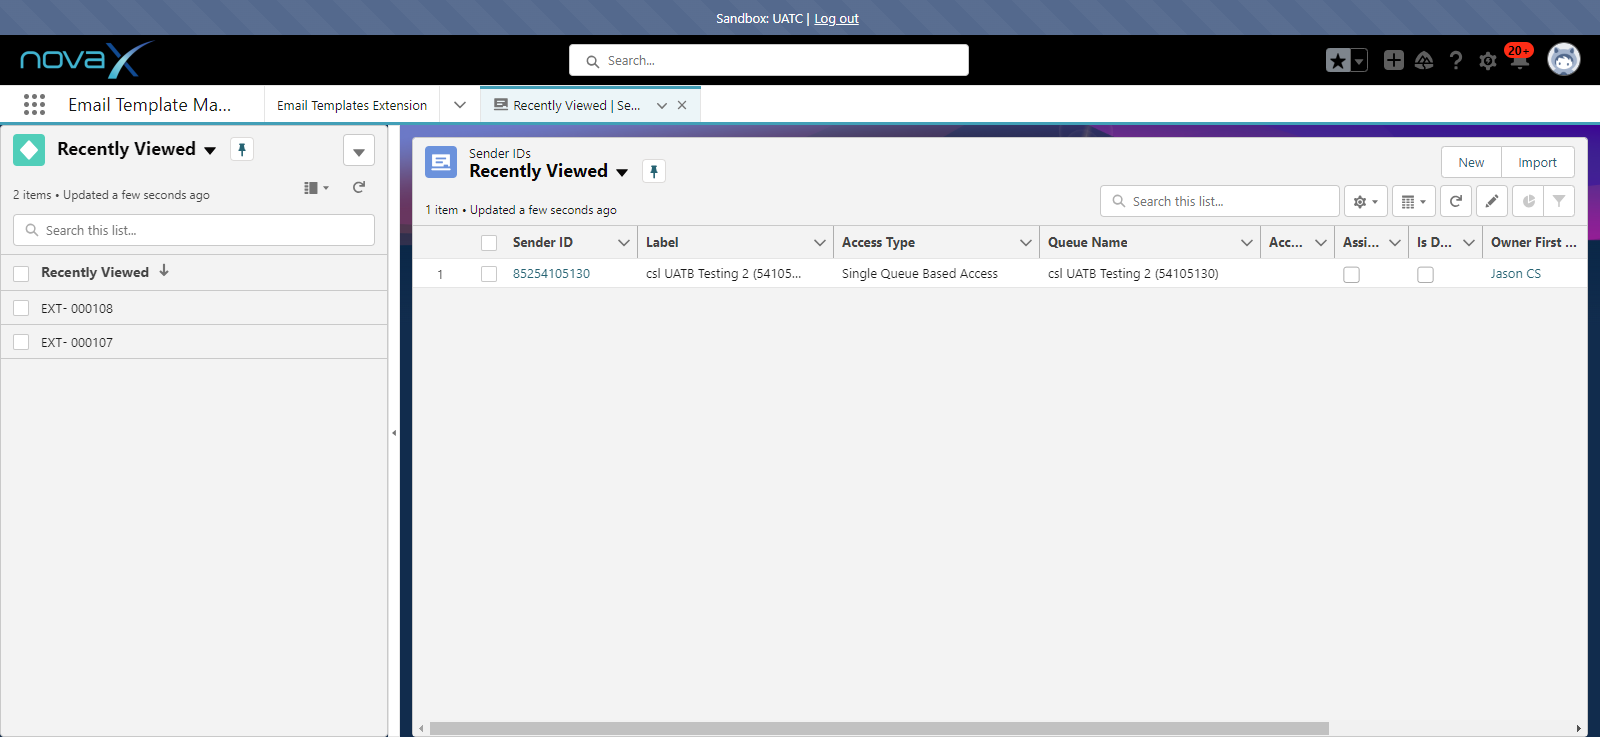 Sandbox: UATC | Log out
novaX
Search...
20+
Email Template Ma...
Email Templates Extension
Recently Viewed | Se...
Recently Viewed
2 items • Updated a few seconds ago
Search this list...
Recently Viewed
EXT- 000108
EXT- 000107
Sender IDs
Recently Viewed
New
Import
1 item • Updated a few seconds ago
Search this list...
Sender ID Label Access Type Queue Name Acc... Assi... Is D... Owner First ...
1 85254105130 csl UATB Testing 2 (54105... Single Queue Based Access csl UATB Testing 2 (54105130) Jason CS